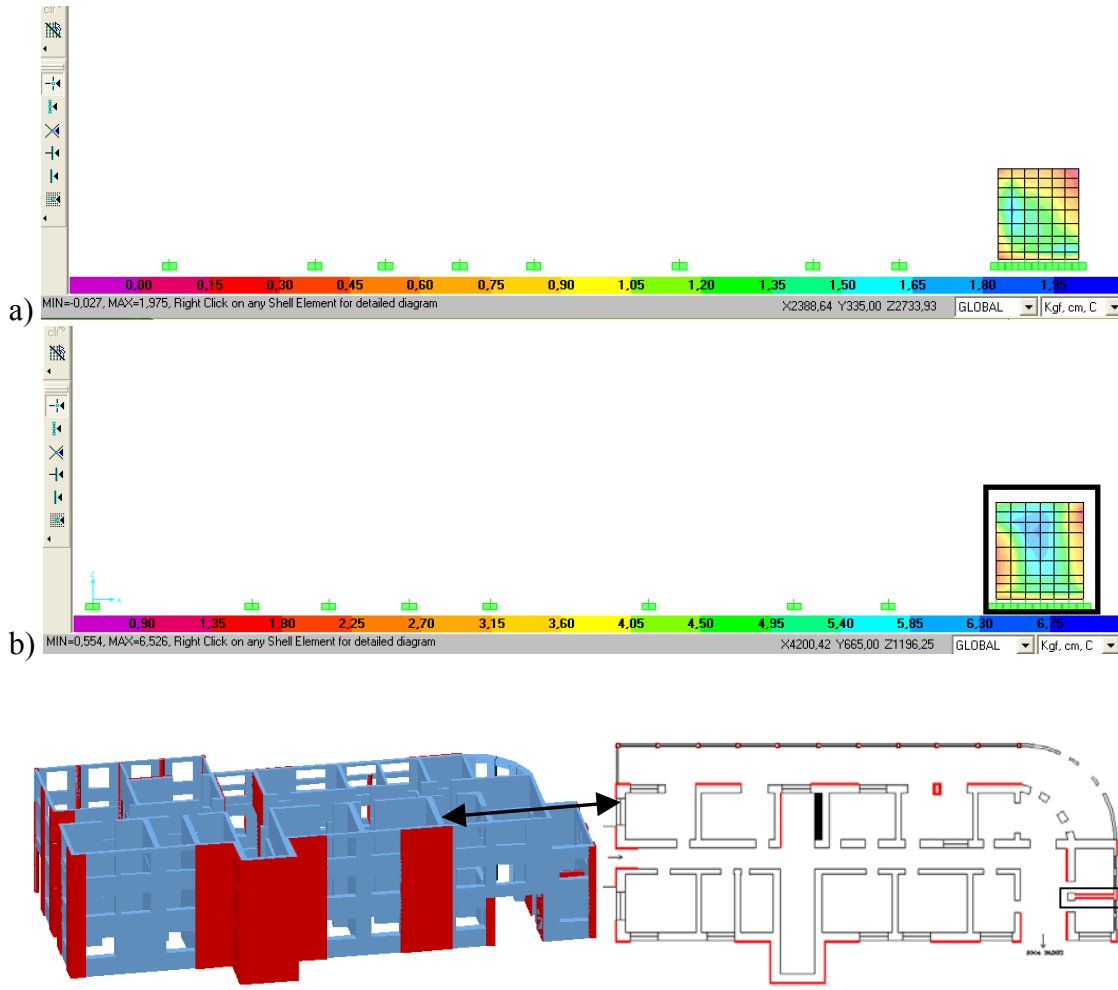 clr
0,00 0,15 0,30 0,45 0,60 0,75 0,90 1,05 1,20 1,35 1,50 1,65 1,80 1,95
a) MIN=-0,027, MAX=1,975, Right Click on any Shell Element for detailed diagram X2388,64 Y335,00 Z2733,93 GLOBAL Kgf, cm, C
clr
z
x
0,90 1,35 1,80 2,25 2,70 3,15 3,60 4,05 4,50 4,95 5,40 5,85 6,30 6,75
b) MIN=0,554, MAX=6,526, Right Click on any Shell Element for detailed diagram X4200,42 Y665,00 Z1196,25 GLOBAL Kgf, cm, C